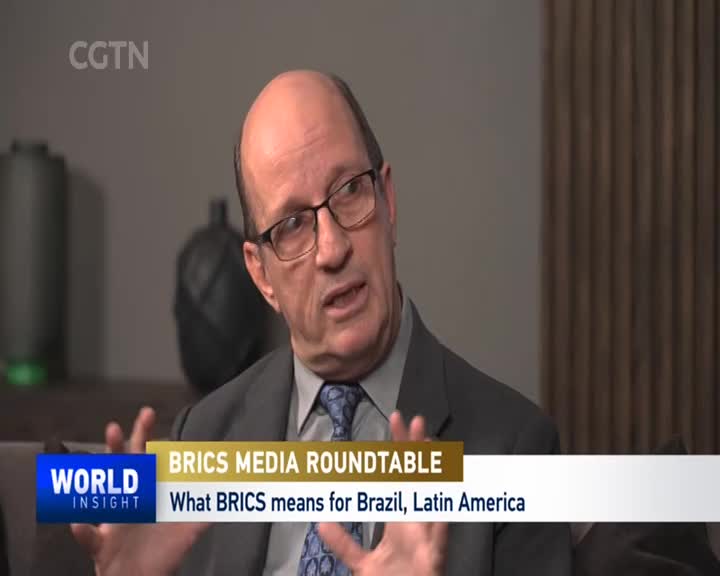 CGTN
BRICS MEDIA ROUNDTABLE
WORLD
INSIGHT
What BRICS means for Brazil, Latin America